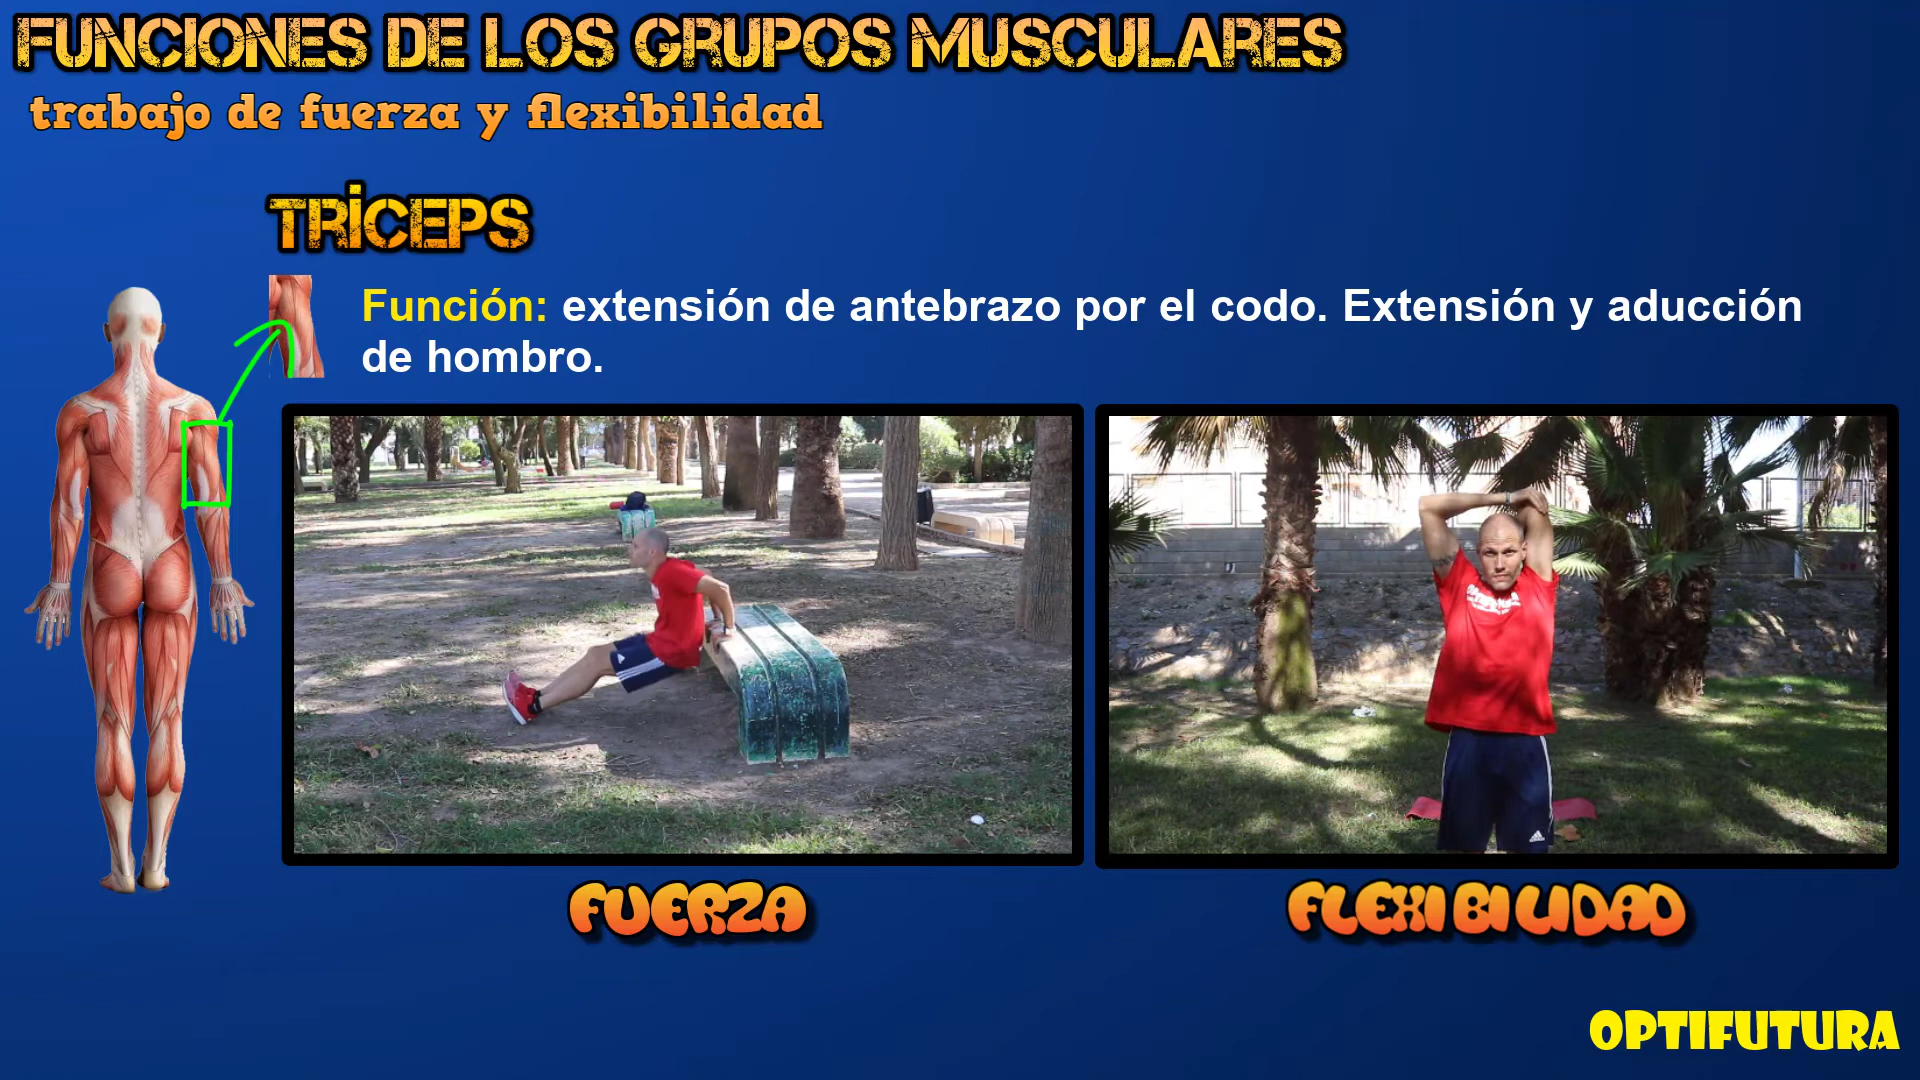 FUNCIONES DE LOS GRUPOS MUSCULARES
trabajo de fuerza y flexibilidad
TRÍCEPS
Función: extensión de antebrazo por el codo. Extensión y aducción
de hombro.
FUERZA
FLEXIBILIDAD
OPTIFUTURA